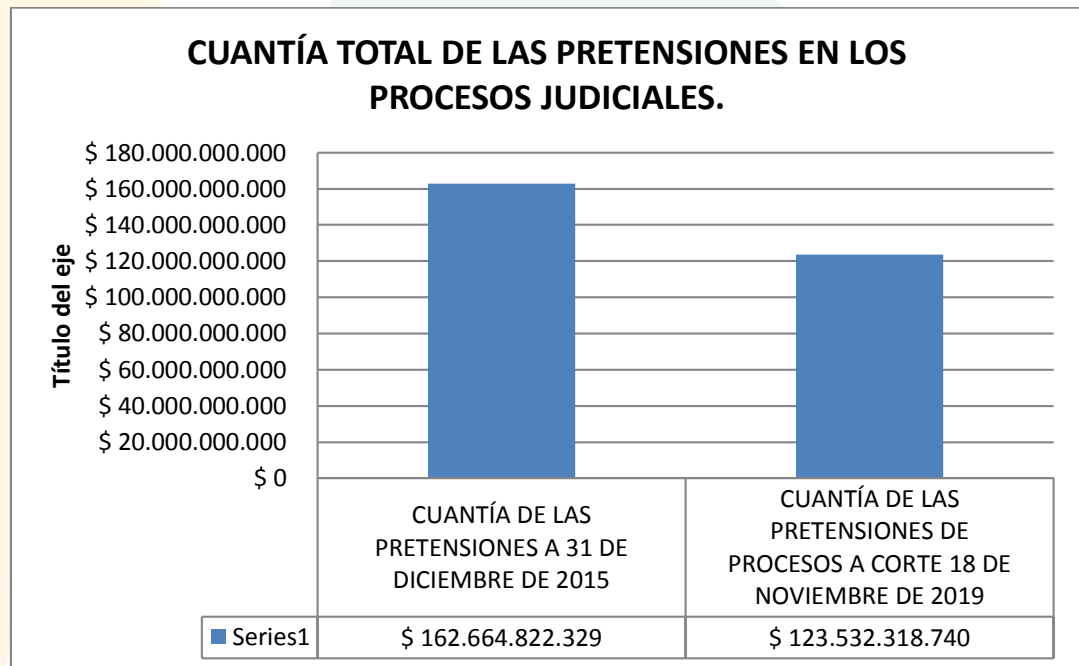 CUANTÍA TOTAL DE LAS PRETENSIONES EN LOS
PROCESOS JUDICIALES.
Título del eje
$ 180.000.000.000
$ 160.000.000.000
$ 140.000.000.000
$ 120.000.000.000
$ 100.000.000.000
$ 80.000.000.000
$ 60.000.000.000
$ 40.000.000.000
$ 20.000.000.000
$ 0
CUANTÍA DE LAS
PRETENSIONES A 31 DE
DICIEMBRE DE 2015
CUANTÍA DE LAS
PRETENSIONES DE
PROCESOS A CORTE 18 DE
NOVIEMBRE DE 2019
Series1
$ 162.664.822.329
$ 123.532.318.740